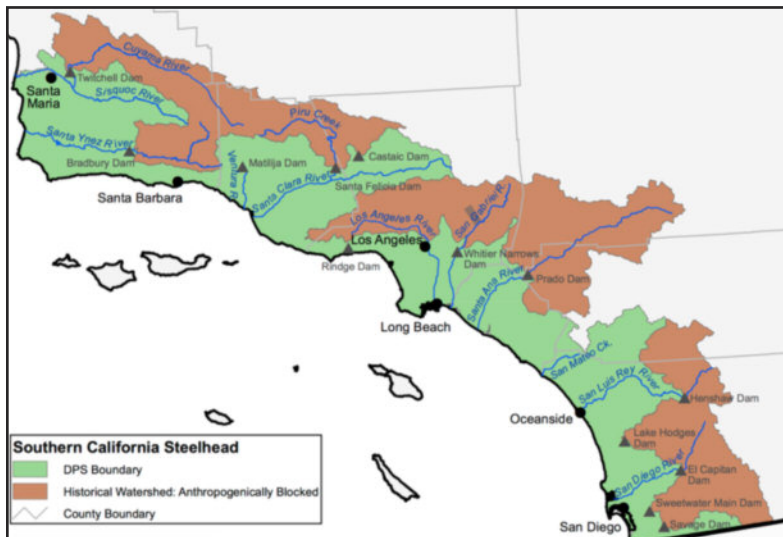 Cuyama River
Twitchell Dam
Santa
Maria
Sisquoc River
Piru Creek
Santa Ynez River
Bradbury Dam
Ventura R.
Matilija Dam
Castaic Dam
Santa Clara River
Santa Felicia Dam
Santa Barbara
San Gabriel R.
Los Angeles River
Los Angeles
Rindge Dam
Whitier Narrows
Dam
Santa Ana River
Prado Dam
Long Beach
San Mateo Ck.
San Luis Rey River
Henshaw Dam
Oceanside
Lake Hodges
Dam
San Diego River
El Capitan
Dam
Sweetwater Main Dam
San Diego
Savage Dam
Southern California Steelhead
DPS Boundary
Historical Watershed: Anthropogenically Blocked
County Boundary